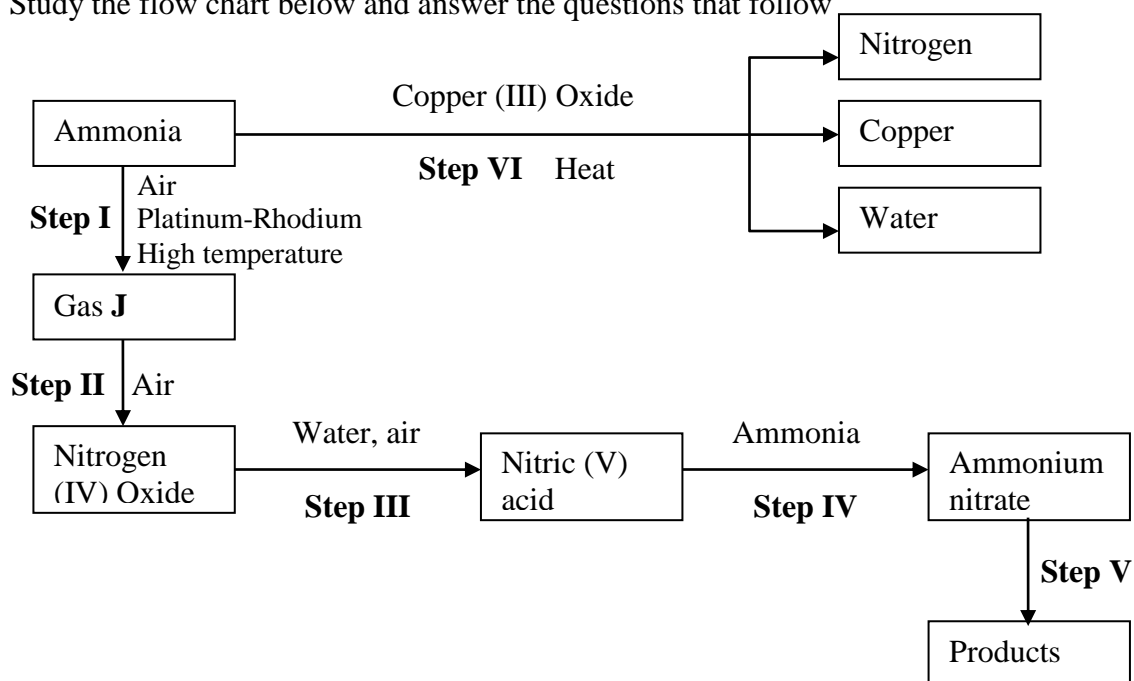 Study the flow chart below and answer the questions that follow
Nitrogen
Copper (III) Oxide
Ammonia
Copper
Step VI Heat
Air
Step I Platinum-Rhodium
High temperature
Water
Gas J
Step II Air
Water, air
Ammonia
Nitrogen
(IV) Oxide
Nitric (V)
acid
Ammonium
nitrate
Step III
Step IV
Step V
Products